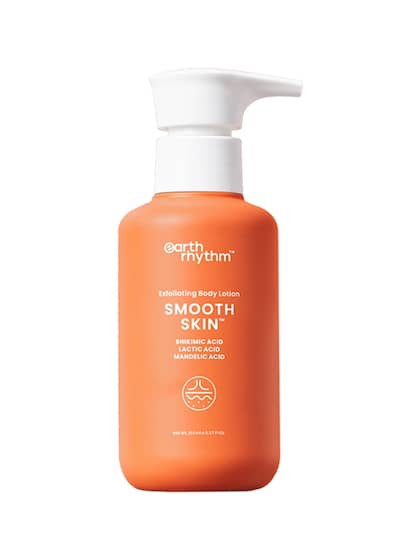 earth
rhythm™
Exfoliating Body Lotion
SMOOTH
SKIN™
SHIKIMIC ACID
LACTIC ACID
MANDELIC ACID